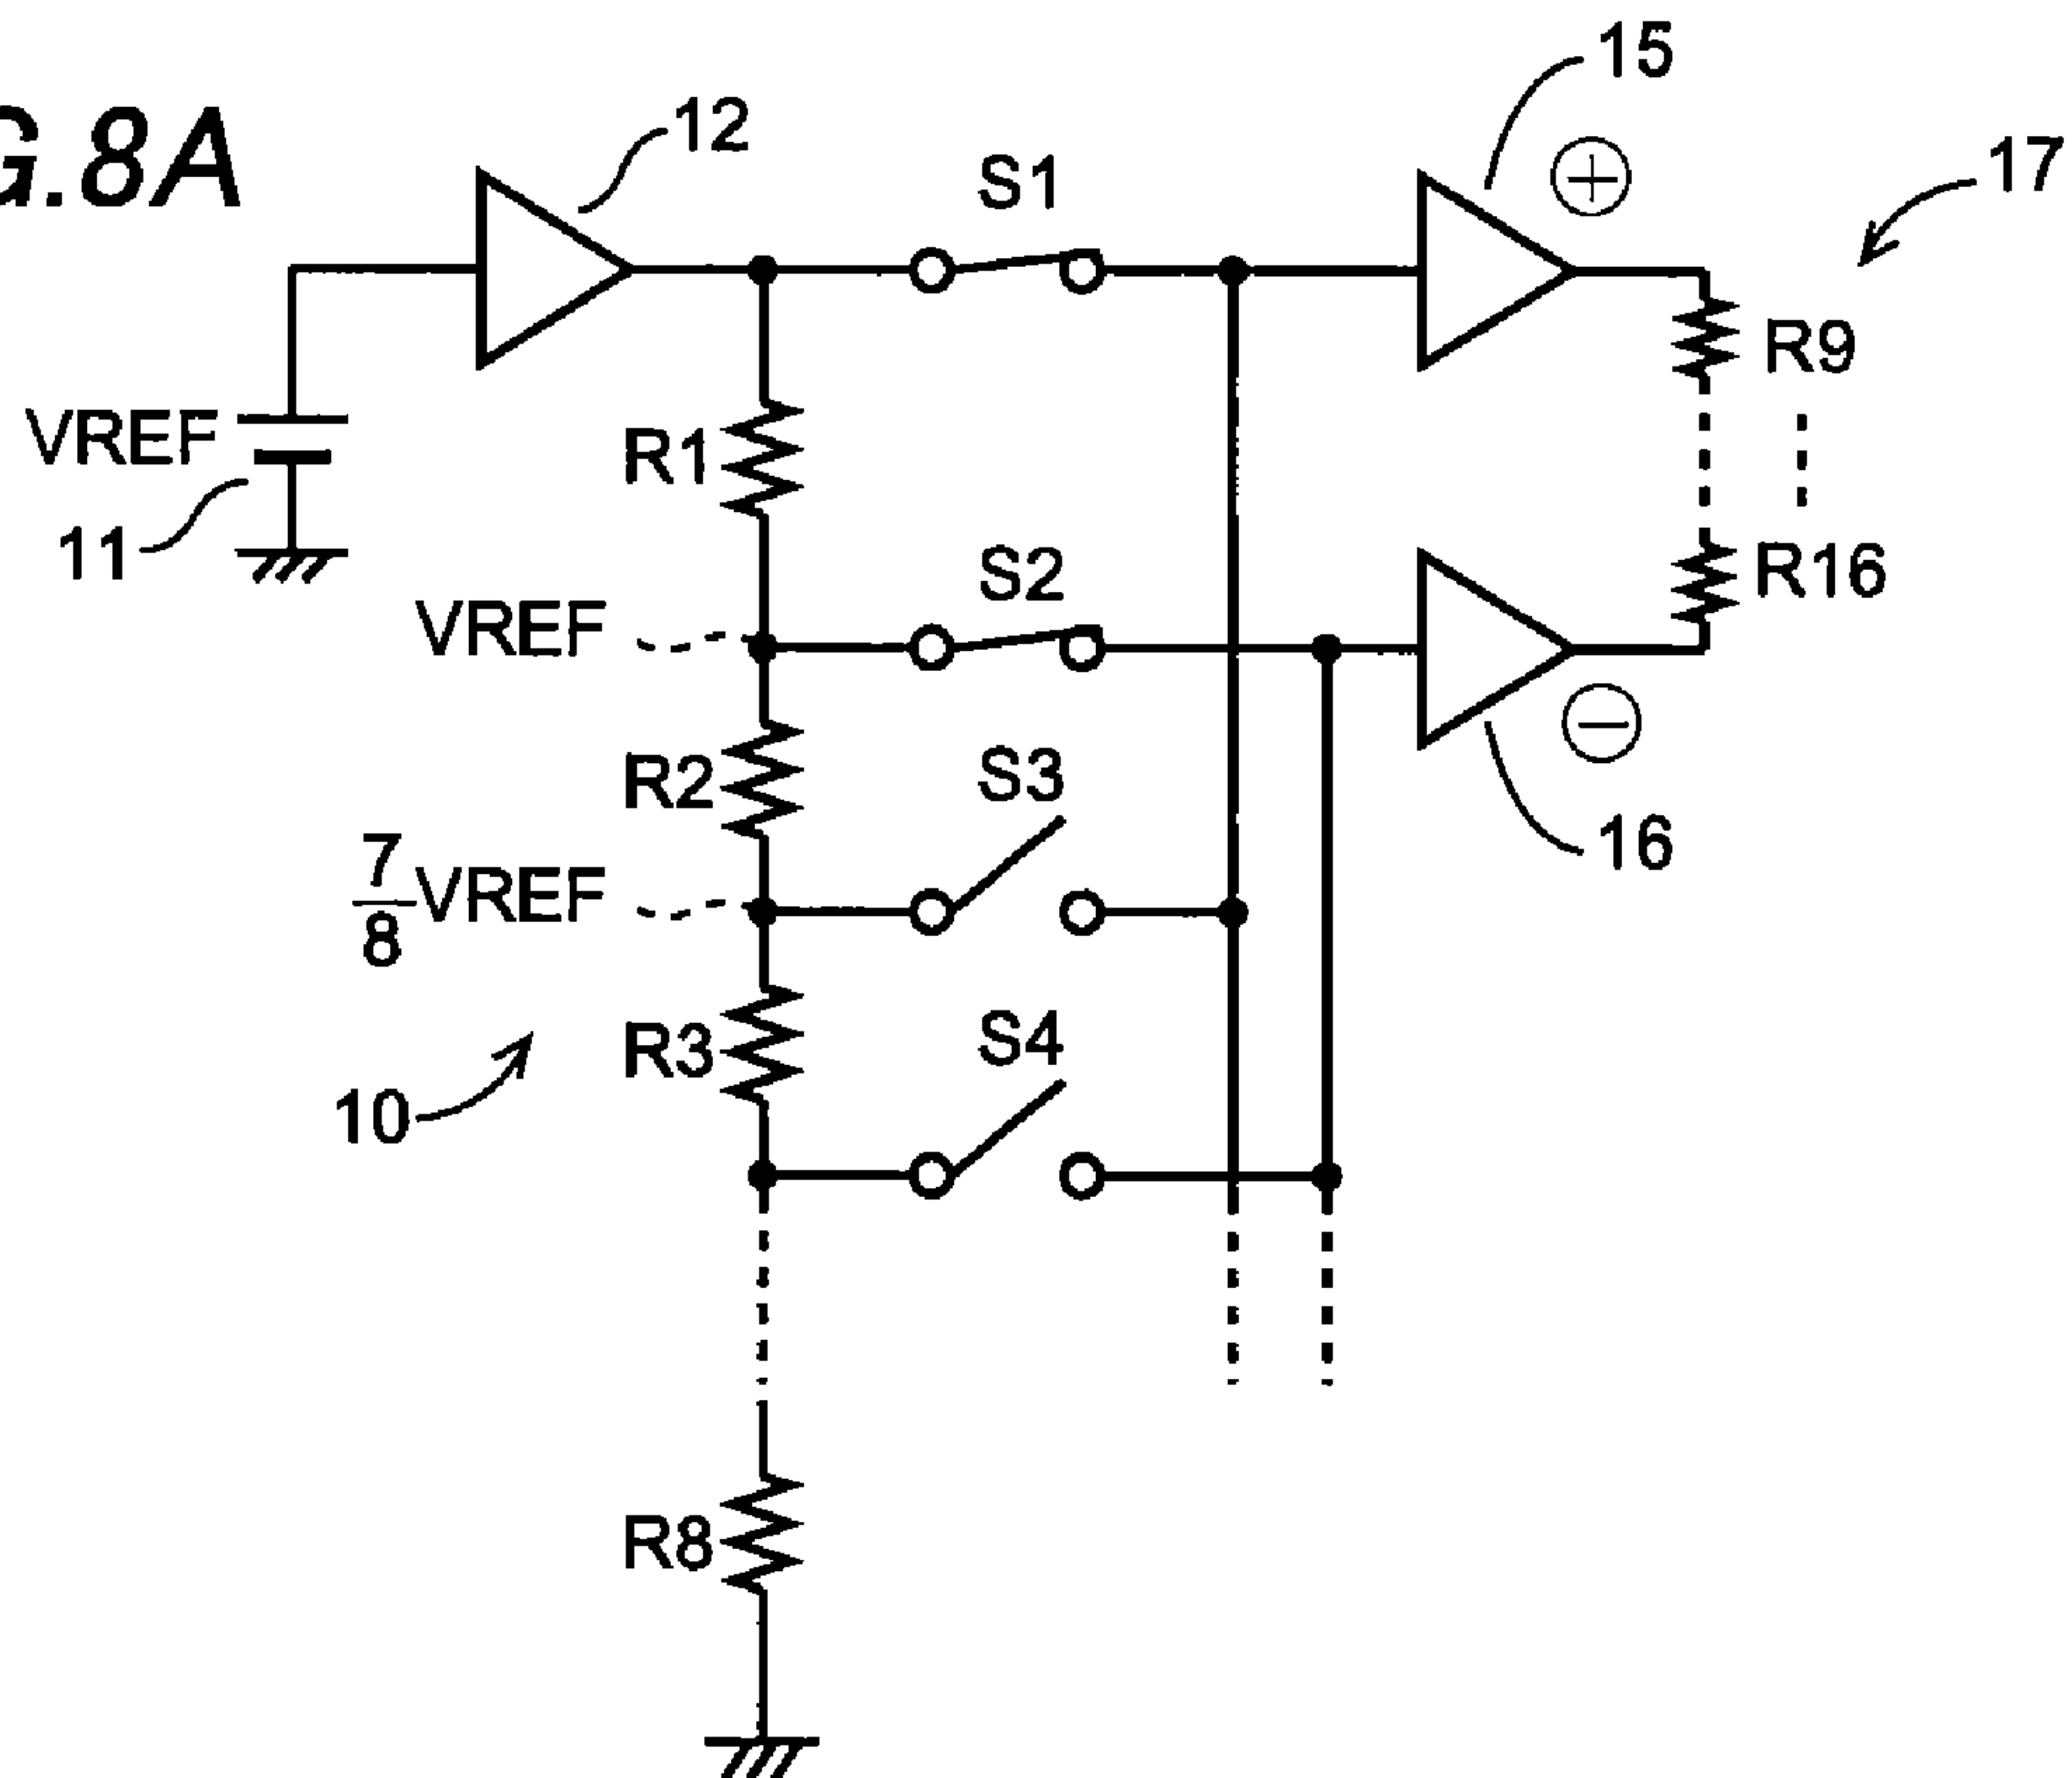 G.8A
12
15
17
S1
R9
VREF
R1
11
S2
R16
VREF
R2
S3
16
7/8 VREF
R3
S4
10
R8